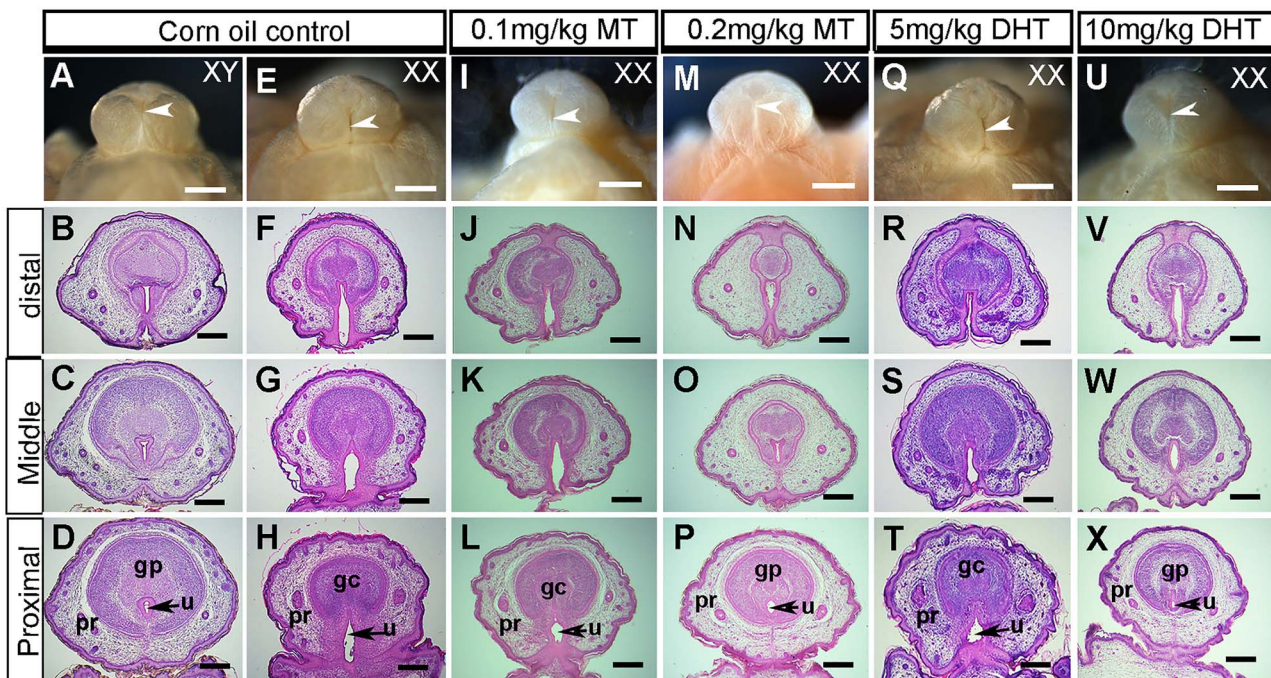 Corn oil control 0.1mg/kg MT 0.2mg/kg MT 5mg/kg DHT 10mg/kg DHT
A XY E XX I XX M XX Q XX U XX
distal B F J N R V
Middle C G K O S W
Proximal D gp pr u H gc pr u L gc pr u P gp pr u T gc pr u X gp pr u